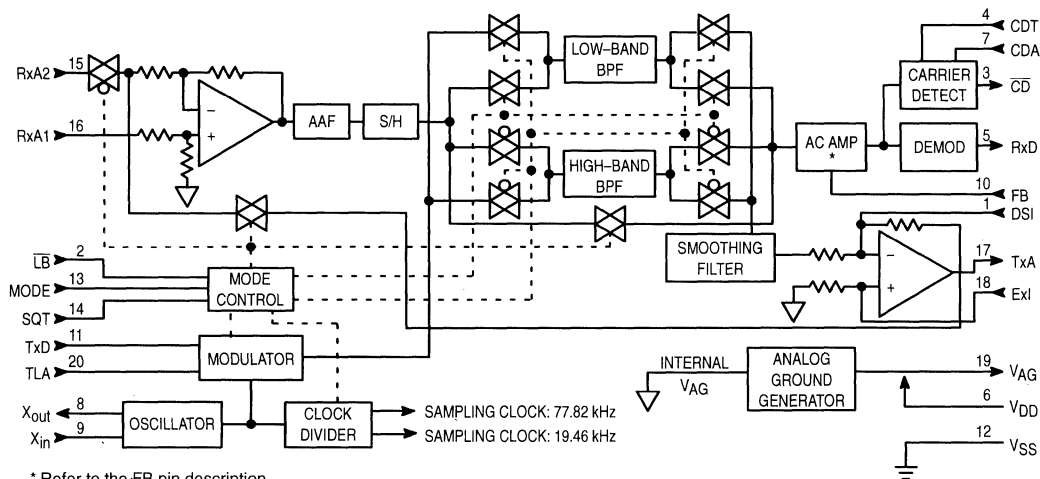 RxA2 15
RxA1 16
AAF
S/H
LOW–BAND
BPF
HIGH–BAND
BPF
AC AMP
*
CARRIER
DETECT
DEMOD
4 CDT
7 CDA
3 CD
5 RxD
10 FB
1 DSI
17 TxA
18 ExI
SMOOTHING
FILTER
–
+
–
+
LB 2
MODE 13
SQT 14
TxD 11
TLA 20
Xout 8
Xin 9
MODE
CONTROL
MODULATOR
OSCILLATOR
CLOCK
DIVIDER
SAMPLING CLOCK: 77.82 kHz
SAMPLING CLOCK: 19.46 kHz
INTERNAL
VAG
ANALOG
GROUND
GENERATOR
19 VAG
6 VDD
12 VSS
* Refer to the FB pin description